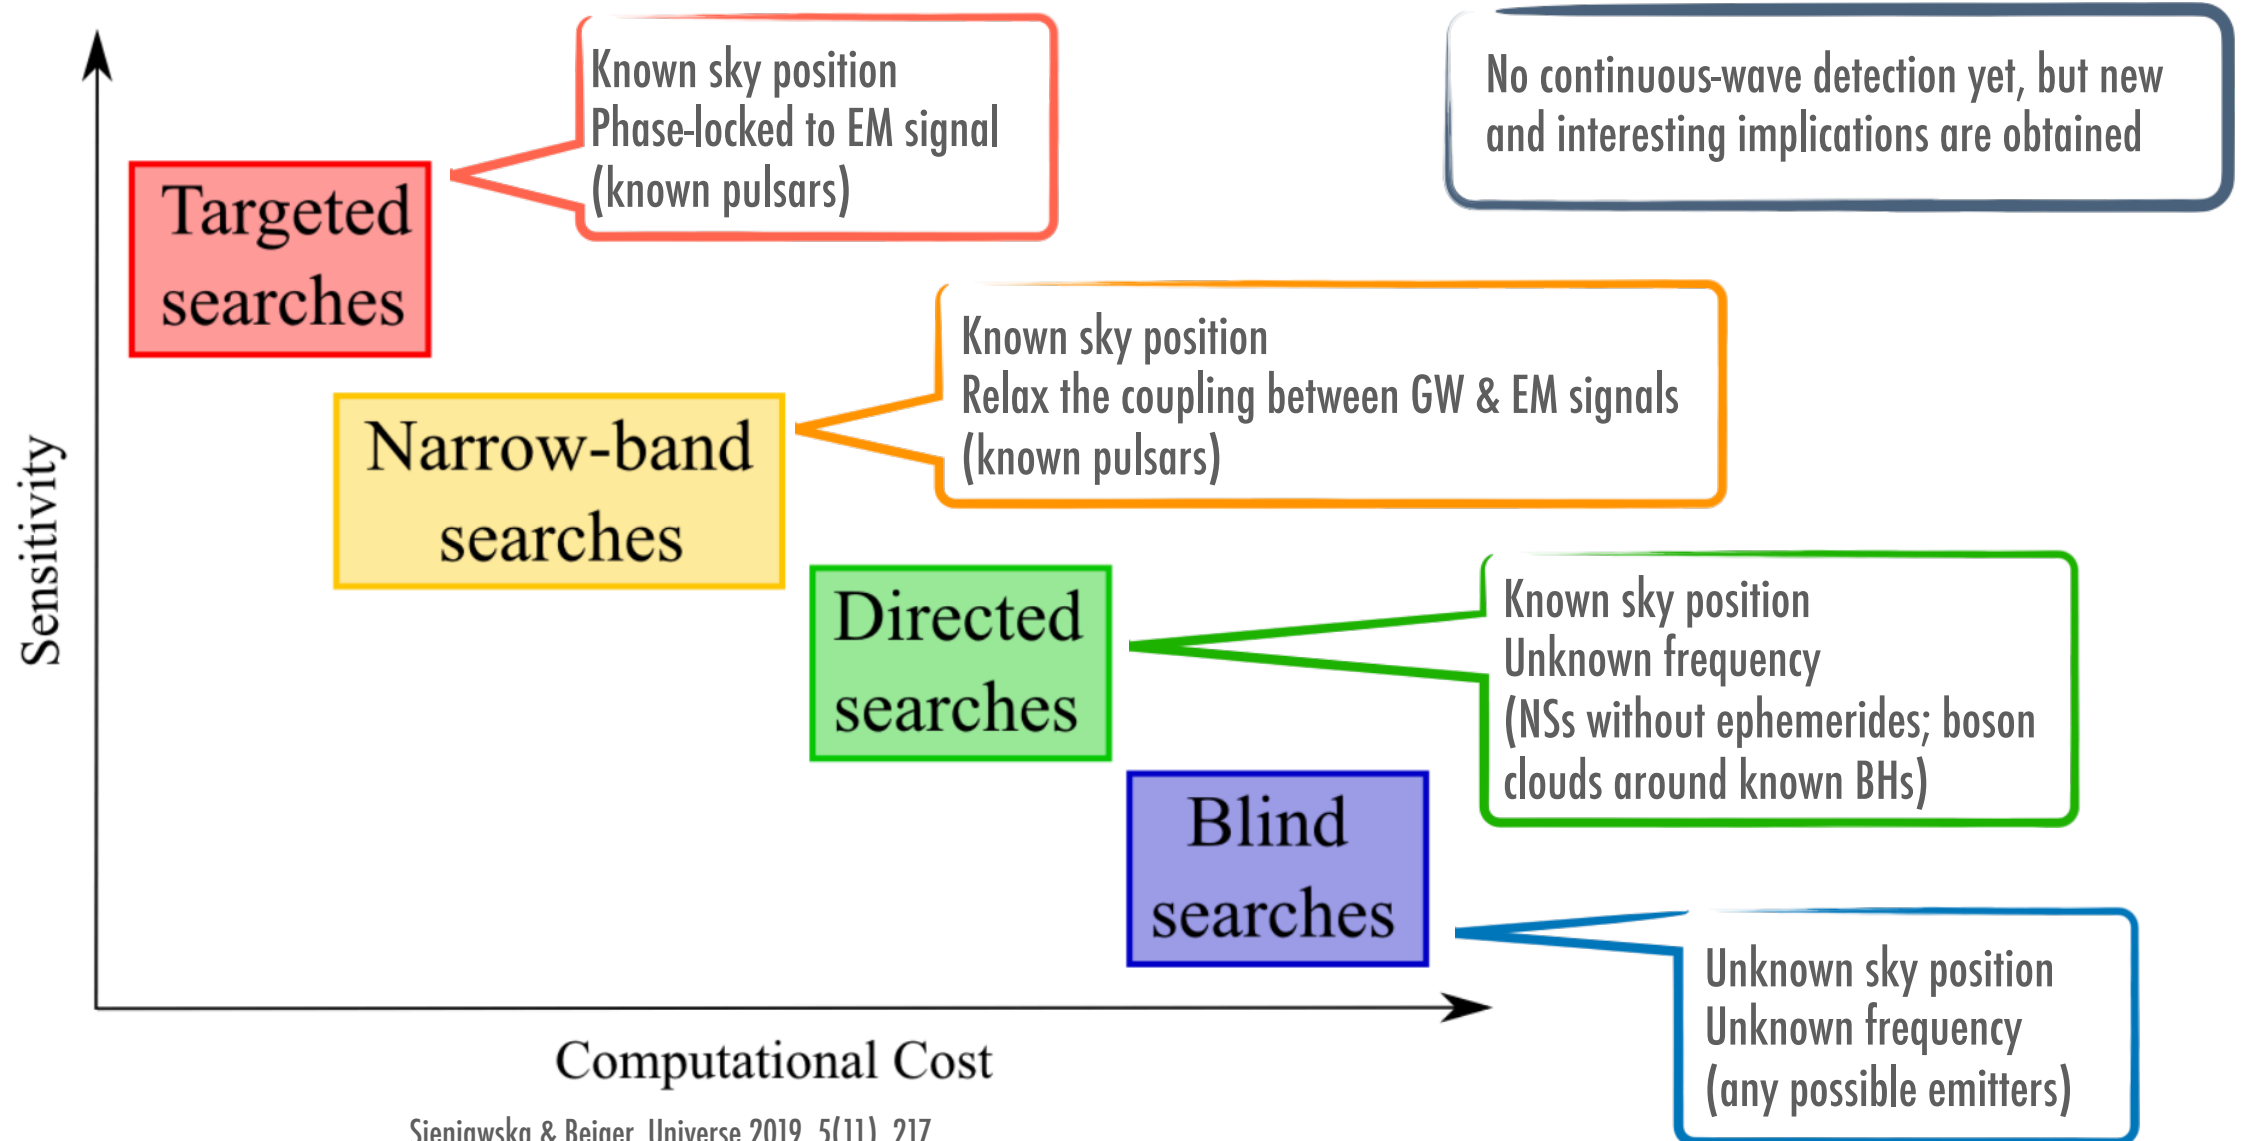 Known sky position
Phase-locked to EM signal
(known pulsars)
No continuous-wave detection yet, but new
and interesting implications are obtained
Targeted
searches
Known sky position
Relax the coupling between GW & EM signals
(known pulsars)
Narrow-band
searches
Sensitivity
Known sky position
Unknown frequency
(NSs without ephemerides; boson
clouds around known BHs)
Directed
searches
Blind
searches
Unknown sky position
Unknown frequency
(any possible emitters)
Computational Cost
Sieniawska & Bejger, Universe 2019, 5(11), 217